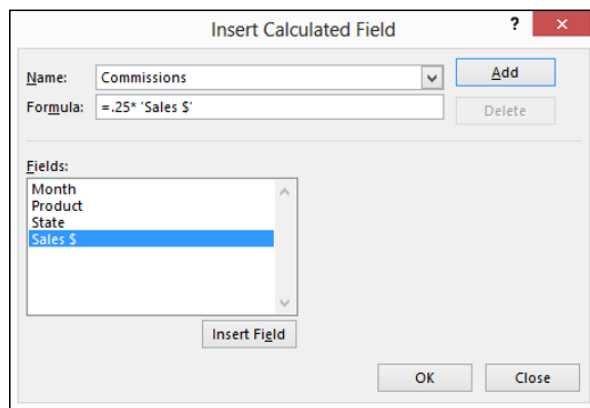 Insert Calculated Field ? ×
Name: Commissions Add
Formula: =.25* 'Sales $' Delete
Fields:
Month
Product
State
Sales $
Insert Field
OK Close